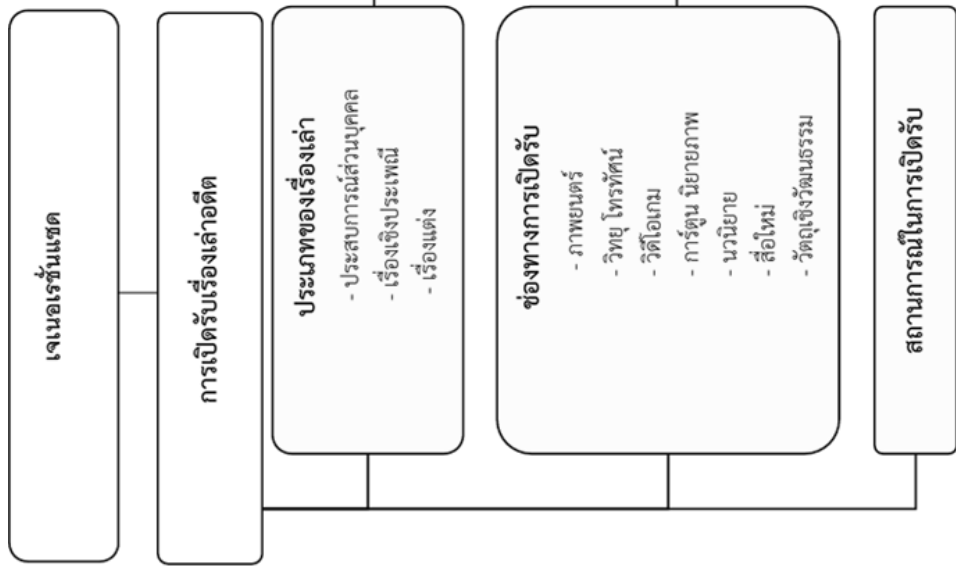 เจเนอเรชั่นแซด
การเปิดรับเรื่องเล่าอดีต
ประเภทของเรื่องเล่า
- ประสบการณ์ส่วนบุคคล
- เรื่องเชิงประเพณี
- เรื่องแต่ง
ช่องทางการเปิดรับ
- ภาพยนตร์
- วิทยุ โทรทัศน์
- วิดีโอเกม
- การ์ตูน นิยายภาพ
- นวนิยาย
- สื่อใหม่
- วัตถุเชิงวัฒนธรรม
สถานการณ์ในการเปิดรับ